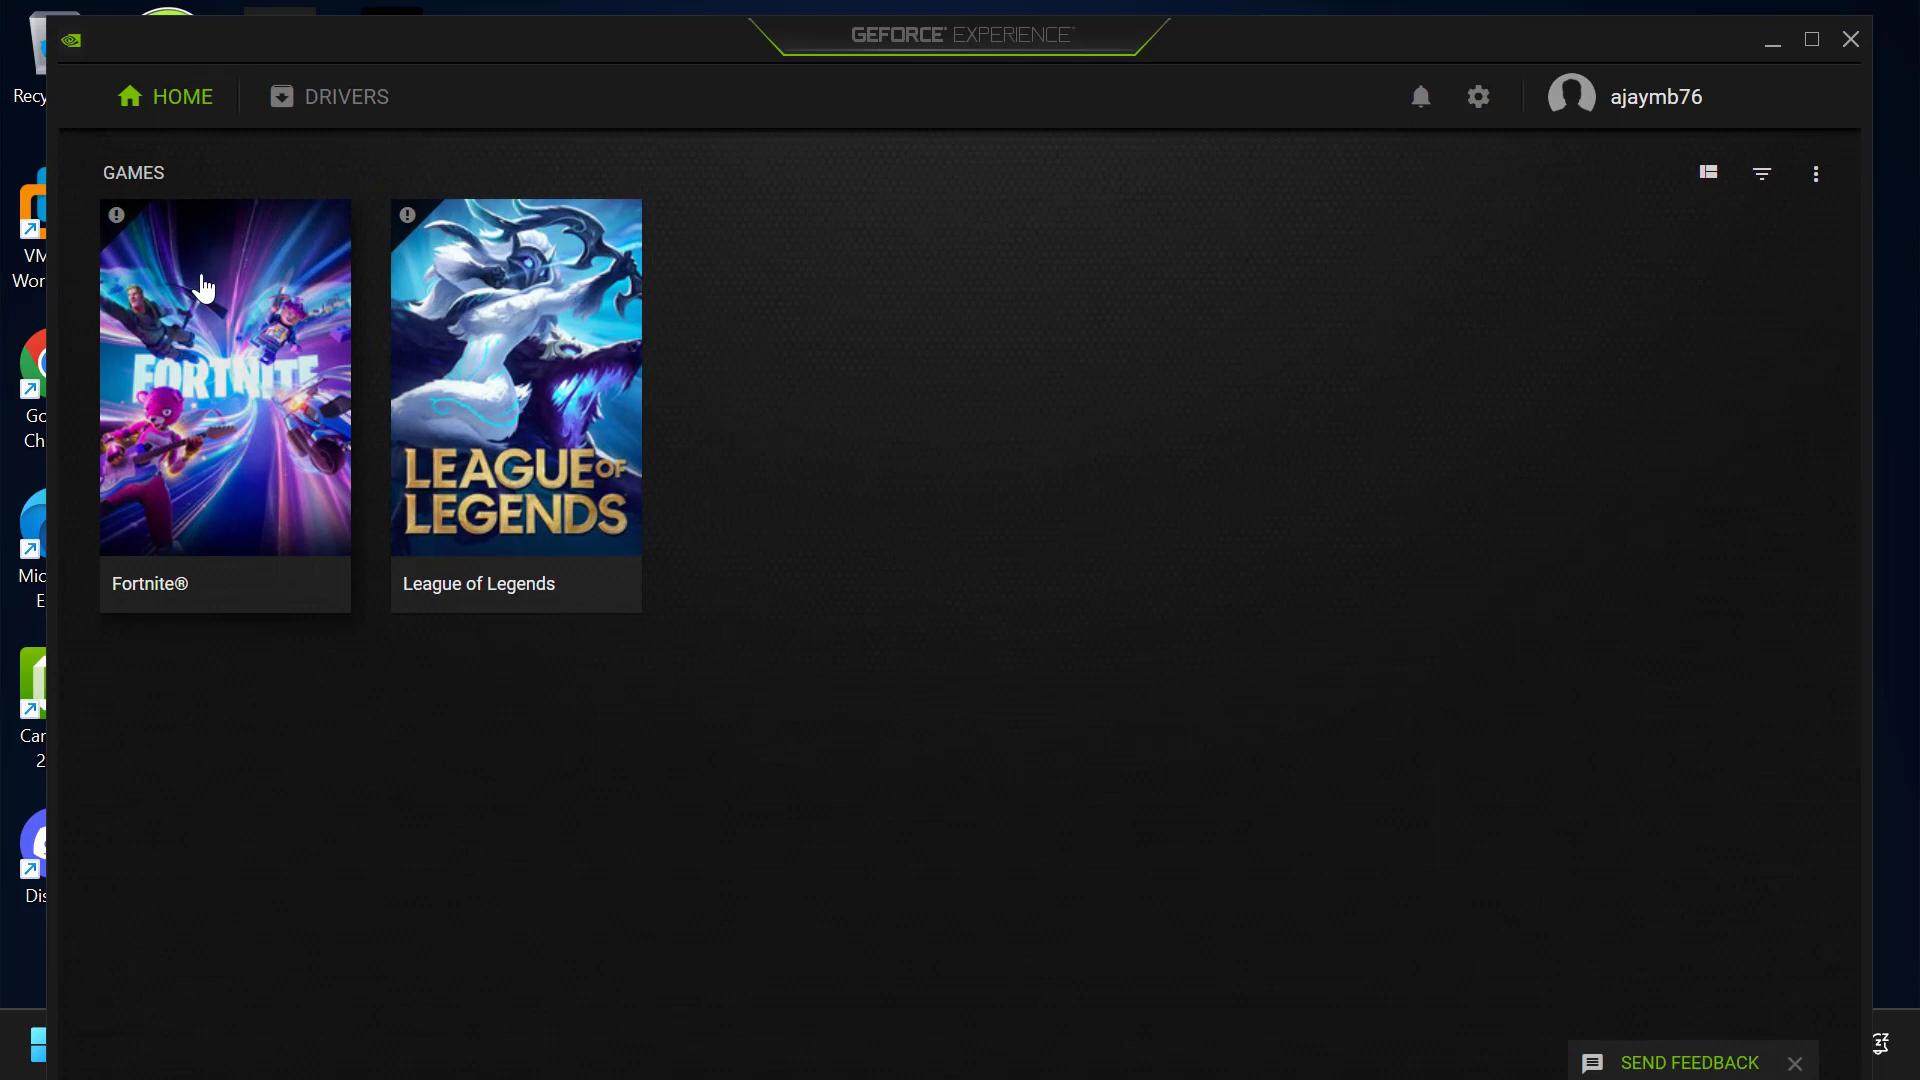 GEFORCE® EXPERIENCE™
HOME
DRIVERS
ajaymb76
GAMES
FORTNITE
LEAGUE OF
LEGENDS
Fortnite®
League of Legends
Recy
VM
Wor
Go
Ch
Mic
E
Car
2
Dis
SEND FEEDBACK